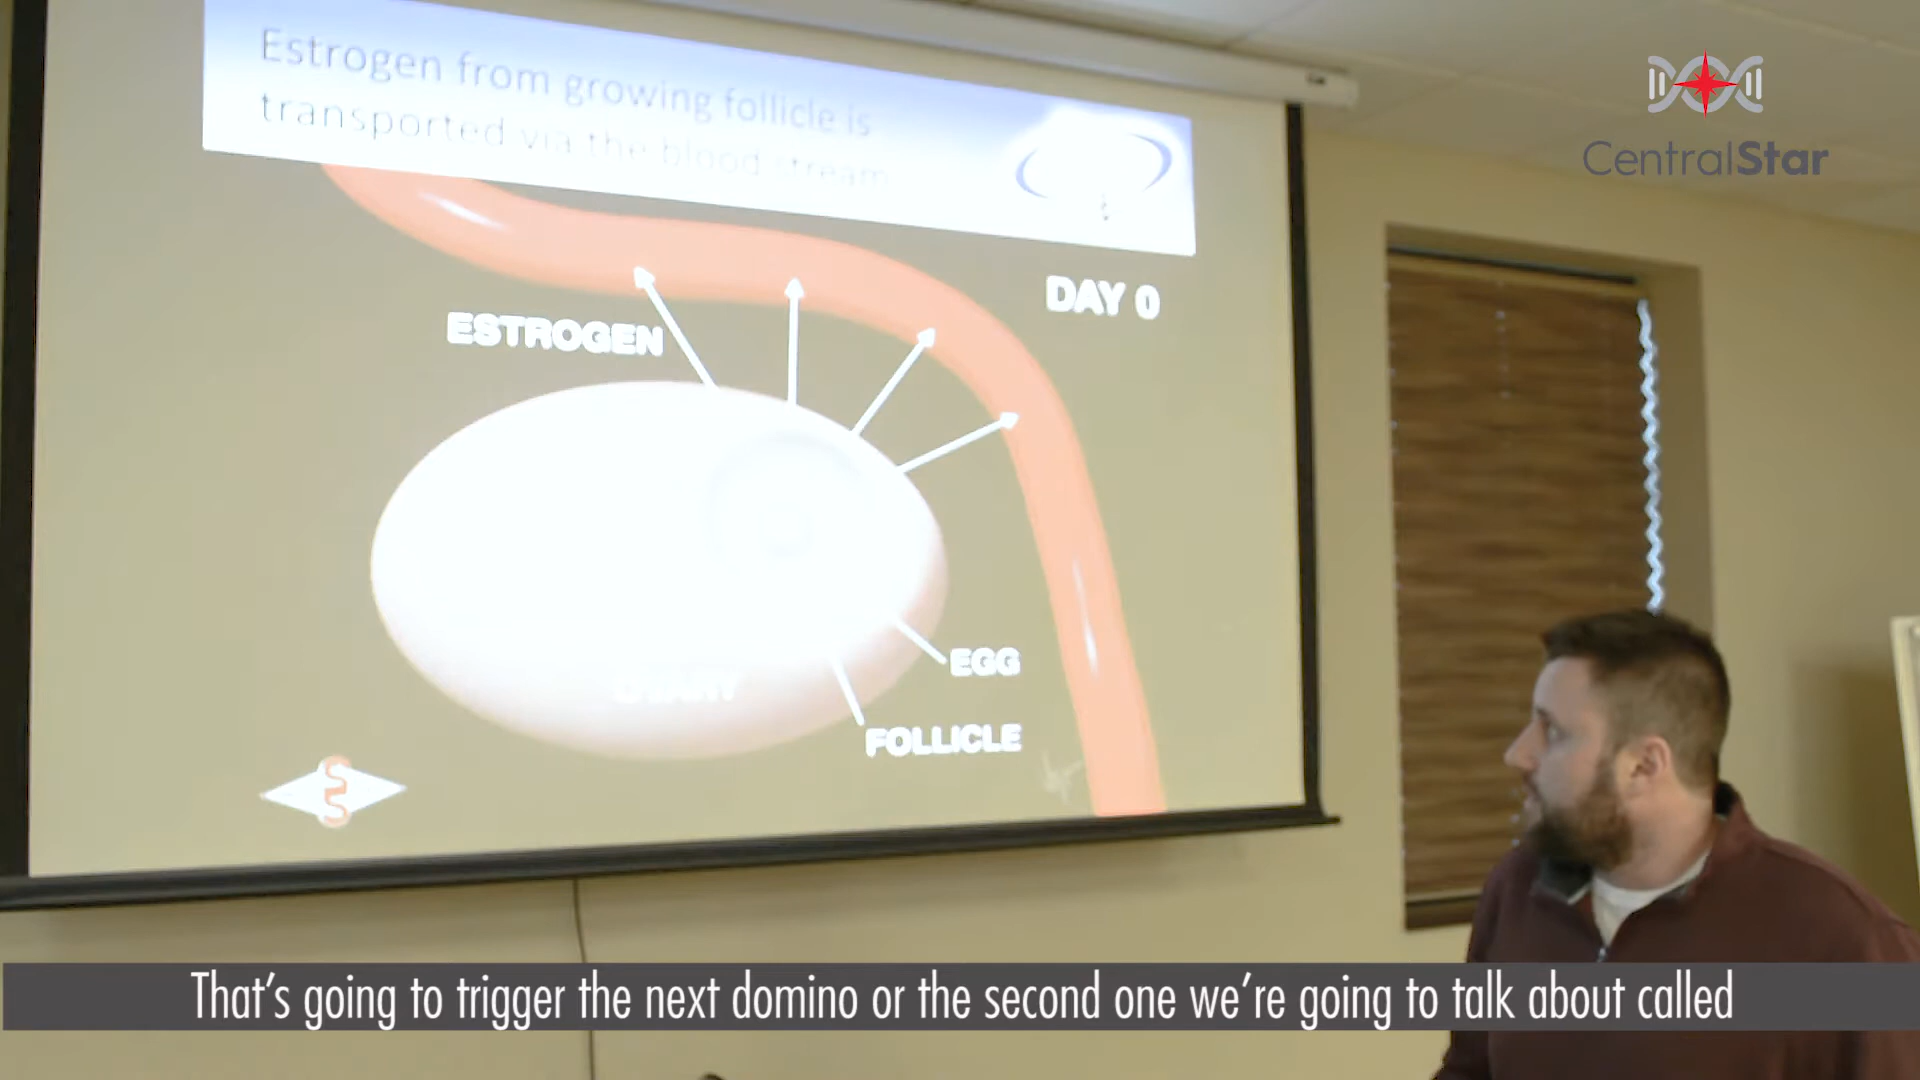 Estrogen from growing follicle is
transported via the blood stream
CentralStar
DAY 0
ESTROGEN
EGG
OVARY
FOLLICLE
That's going to trigger the next domino or the second one we're going to talk about called